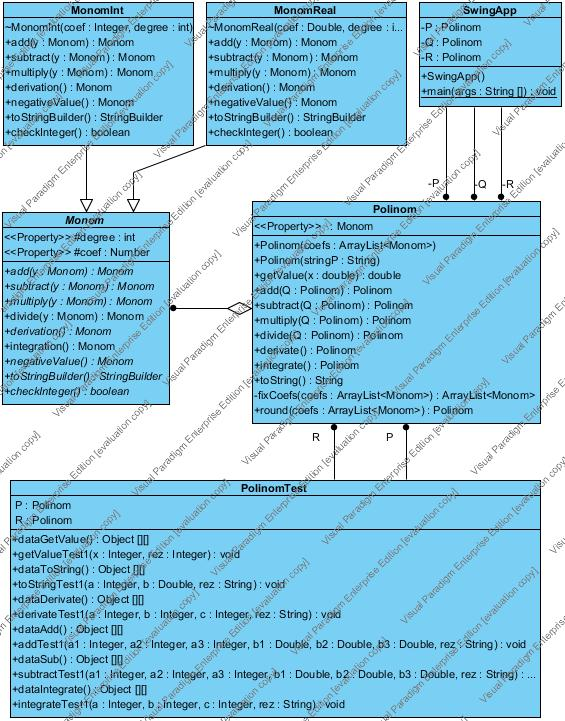 MonomInt
~MonomInt(coef : Integer, degree : int)
+add(y : Monom) : Monom
+subtract(y : Monom) : Monom
+multiply(y : Monom) : Monom
+derivation() : Monom
+negativeValue() : Monom
+toStringBuilder() : StringBuilder
+checkInteger() : boolean
MonomReal
~MonomReal(coef : Double, degree : i...
+add(y : Monom) : Monom
+subtract(y : Monom) : Monom
+multiply(y : Monom) : Monom
+derivation() : Monom
+negativeValue() : Monom
+toStringBuilder() : StringBuilder
+checkInteger() : boolean
SwingApp
-P : Polinom
-Q : Polinom
-R : Polinom
+SwingApp()
+main(args : String []) : void
-P
-Q
-R
Monom
<<Property>> #degree : int
<<Property>> #coef : Number
+add(y : Monom) : Monom
+subtract(y : Monom) : Monom
+multiply(y : Monom) : Monom
+divide(y : Monom) : Monom
+derivation() : Monom
+integration() : Monom
+negativeValue() : Monom
+toStringBuilder() : StringBuilder
+checkInteger() : boolean
Polinom
<<Property>> : Monom
+Polinom(coefs : ArrayList<Monom>)
+Polinom(stringP : String)
+getValue(x : double) : double
+add(Q : Polinom) : Polinom
+subtract(Q : Polinom) : Polinom
+multiply(Q : Polinom) : Polinom
+divide(Q : Polinom) : Polinom
+derivate() : Polinom
+integrate() : Polinom
+toString() : String
-fixCoefs(coefs : ArrayList<Monom>) : ArrayList<Monom>
+round(coefs : ArrayList<Monom>) : Polinom
R
P
PolinomTest
P : Polinom
R : Polinom
+dataGetValue() : Object [][]
+getValueTest1(x : Integer, rez : Integer) : void
+dataToString() : Object [][]
+toStringTest1(a : Integer, b : Double, rez : String) : void
+dataDerivate() : Object [][]
+derivateTest1(a : Integer, b : Integer, c : Integer, rez : String) : void
+dataAdd() : Object [][]
+addTest1(a1 : Integer, a2 : Integer, a3 : Integer, b1 : Double, b2 : Double, b3 : Double, rez : String) : void
+dataSub() : Object [][]
+subtractTest1(a1 : Integer, a2 : Integer, a3 : Integer, b1 : Double, b2 : Double, b3 : Double, rez : String) : ...
+dataIntegrate() : Object [][]
+integrateTest1(a : Integer, b : Integer, c : Integer, rez : String) : void
Visual Paradigm Enterprise Edition [evaluation copy]